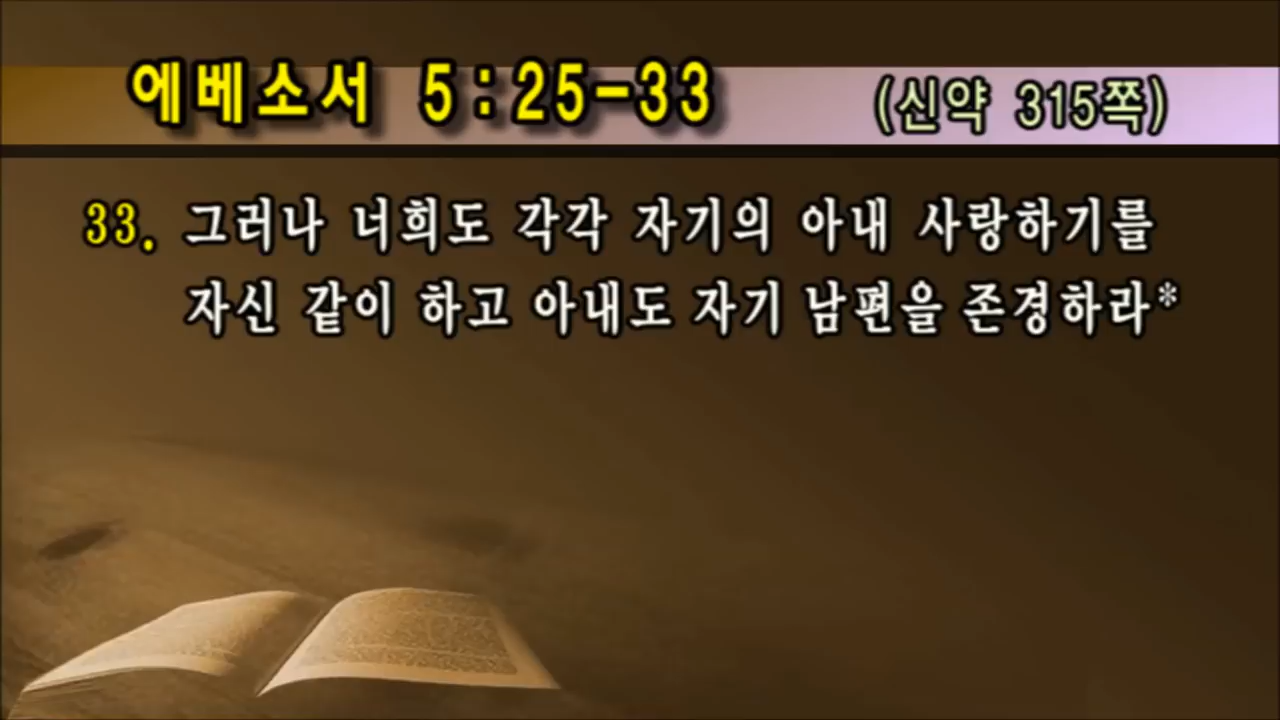 에베소서 5:25-33 (신약 315쪽)
33. 그러나 너희도 각각 자기의 아내 사랑하기를
자신 같이 하고 아내도 자기 남편을 존경하라*